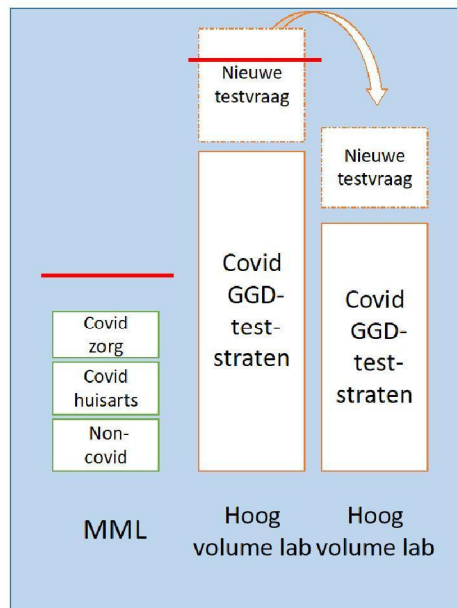 Nieuwe
testvraag
Nieuwe
testvraag
Covid
GGD-
test-
straten
Covid
GGD-
test-
straten
Covid
zorg
Covid
huisarts
Non-
covid
MML
Hoog
volume lab
Hoog
volume lab